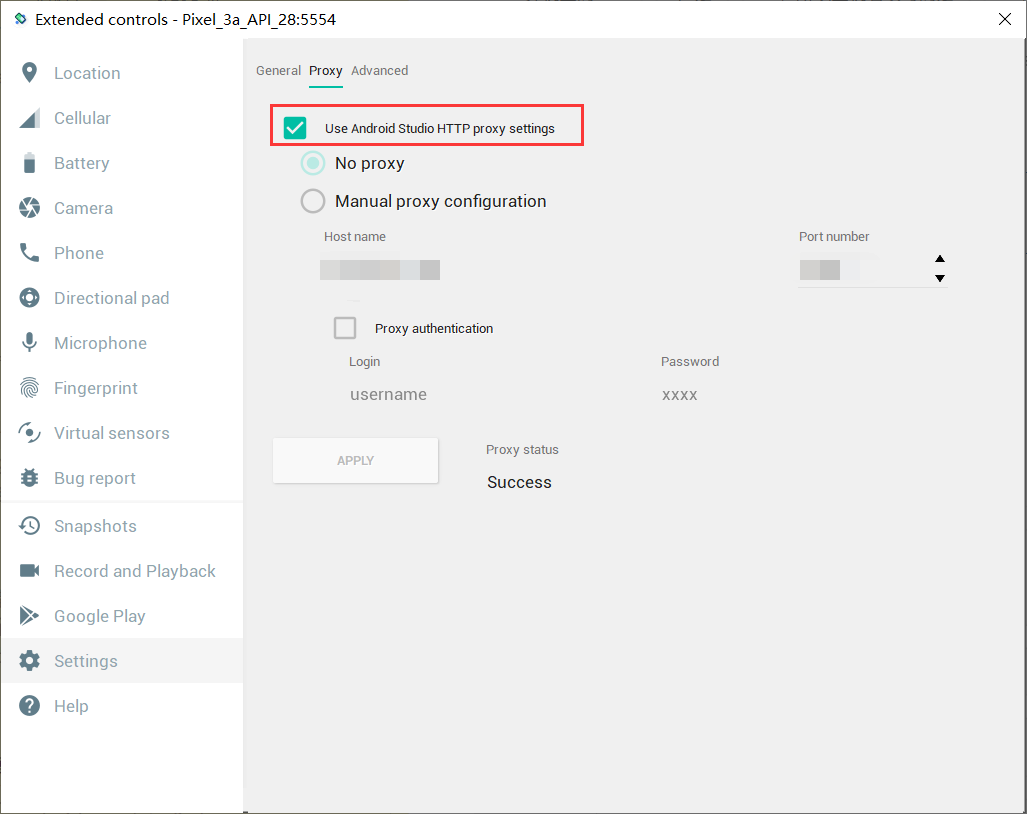 Extended controls - Pixel_3a_API_28:5554
Location
Cellular
Battery
Camera
Phone
Directional pad
Microphone
Fingerprint
Virtual sensors
Bug report
Snapshots
Record and Playback
Google Play
Settings
Help
General Proxy Advanced
Use Android Studio HTTP proxy settings
No proxy
Manual proxy configuration
Host name Port number
Proxy authentication
Login Password
username xxxx
APPLY
Proxy status
Success